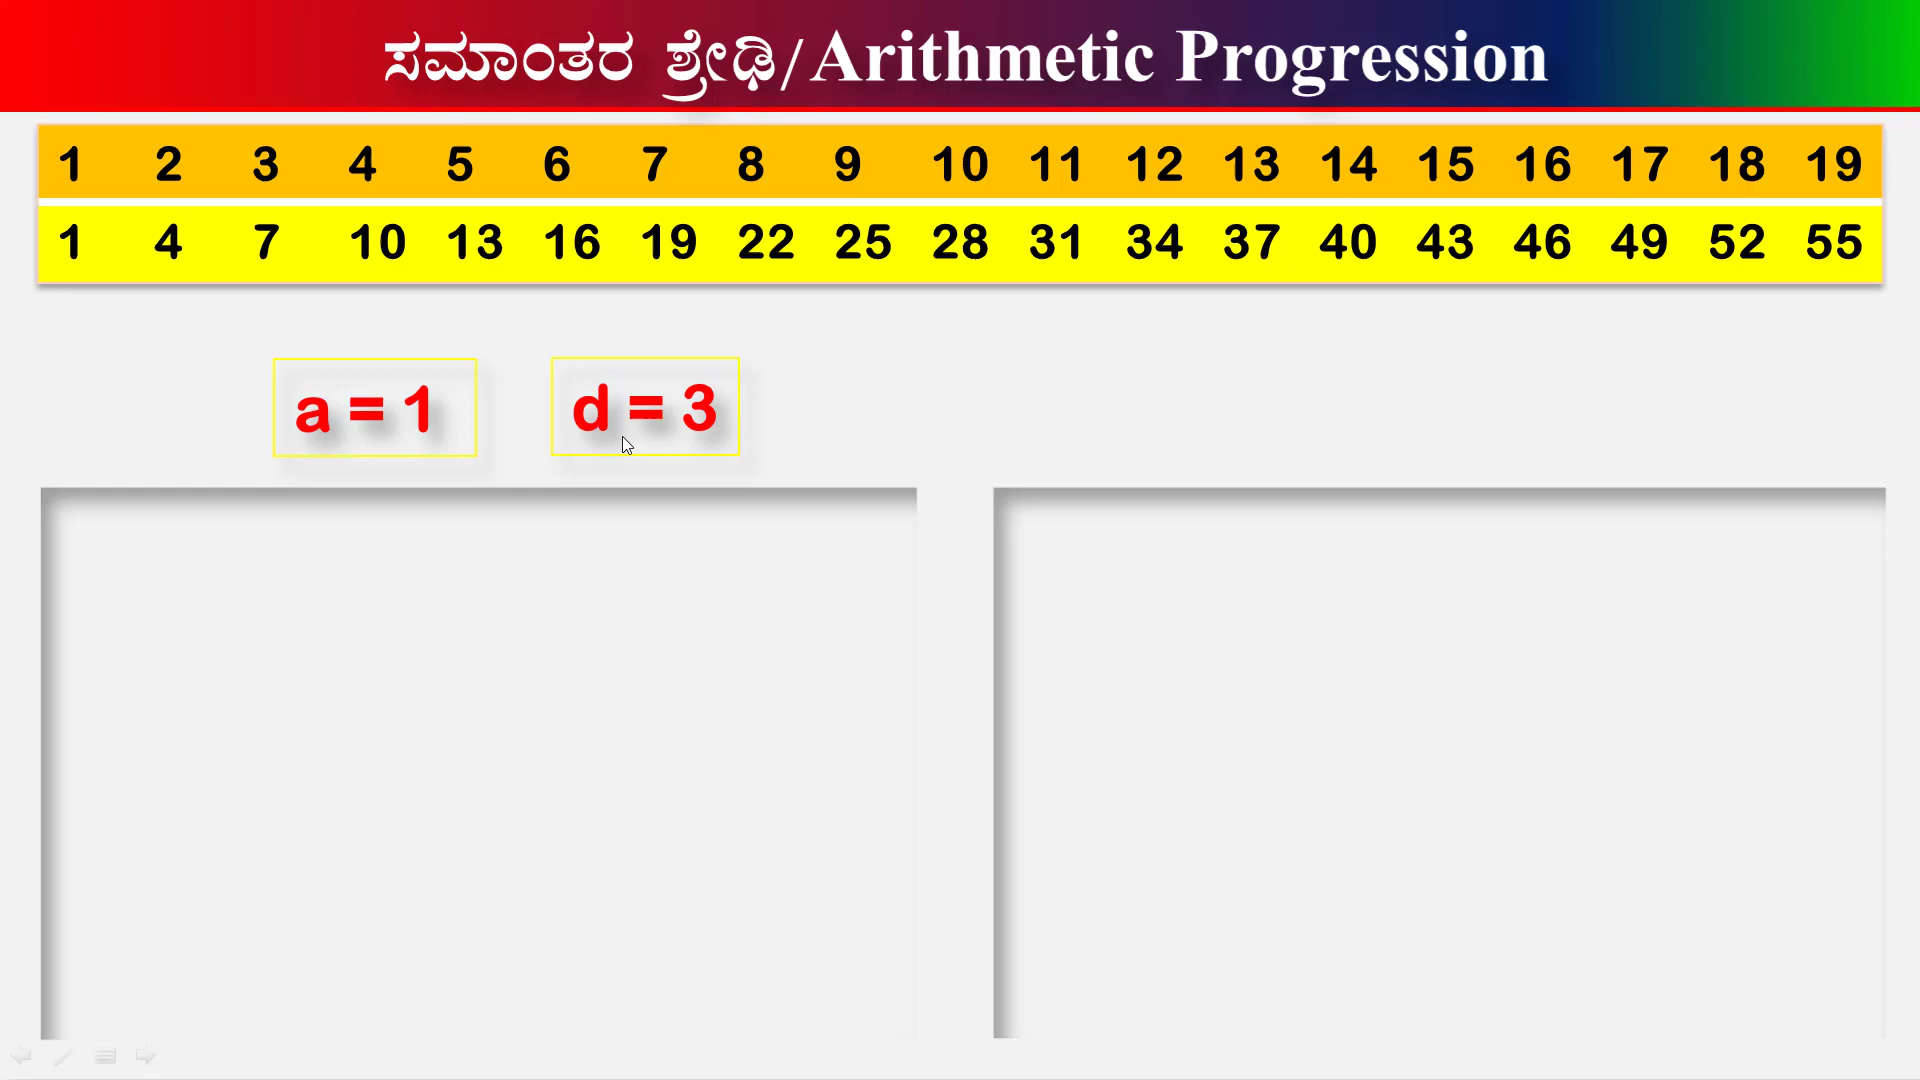 ಸಮಾಂತರ ಶ್ರೇಢಿ/Arithmetic Progression
1 2 3 4 5 6 7 8 9 10 11 12 13 14 15 16 17 18 19
1 4 7 10 13 16 19 22 25 28 31 34 37 40 43 46 49 52 55
a = 1 d = 3